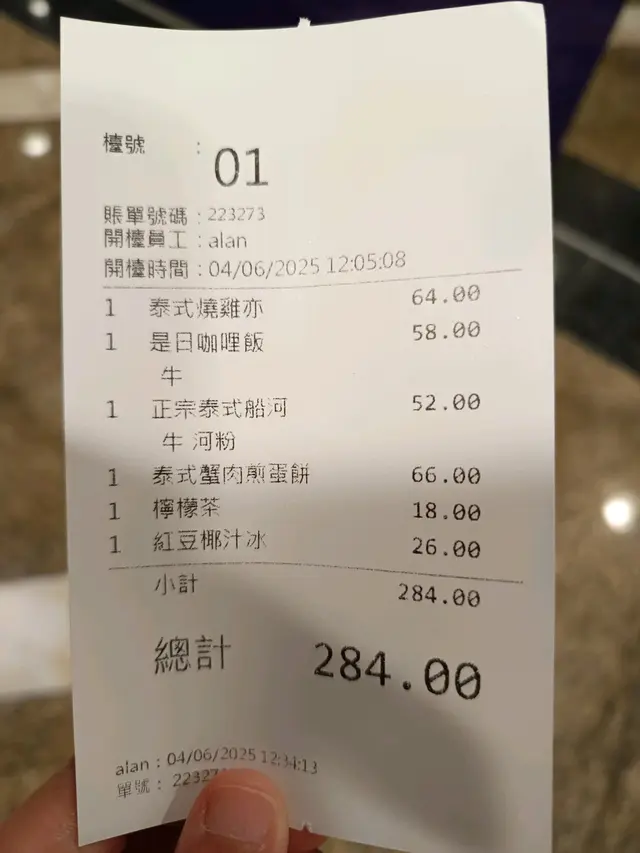 檯號 : 01
賬單號碼 : 223273
開檯員工 : alan
開檯時間 : 04/06/2025 12:05:08
1 泰式燒雞亦 64.00
1 是日咖哩飯 58.00
牛
1 正宗泰式船河 52.00
牛 河粉
1 泰式蟹肉煎蛋餅 66.00
1 檸檬茶 18.00
1 紅豆椰汁冰 26.00
小計 284.00
總計 284.00
alan : 04/06/2025 12:34:13
單號 :